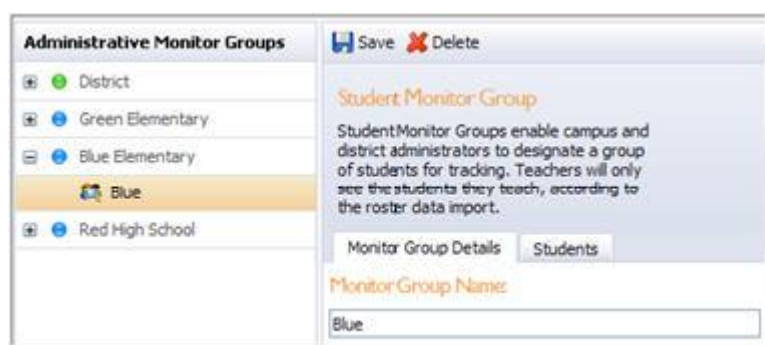 Administrative Monitor Groups
District
Green Elementary
Blue Elementary
Blue
Red High School
Save Delete
Student Monitor Group
StudentMonitor Groups enable campus and
district administrators to designate a group
of students for tracking. Teachers will only
see the students they teach, according to
the roster data import.
Monitor Group Details Students
Monitor Group Name:
Blue